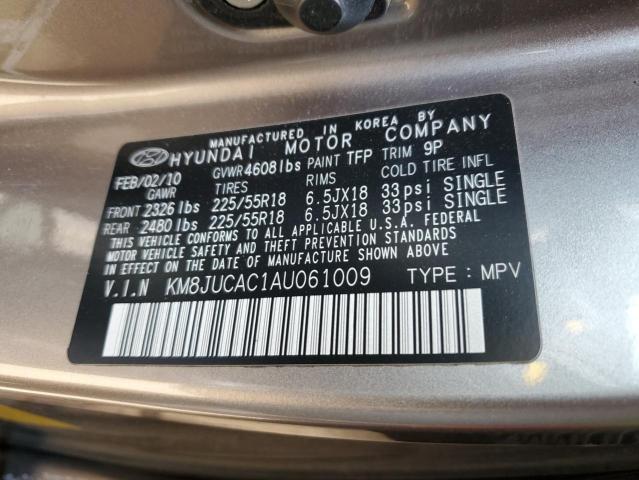 MANUFACTURED IN KOREA BY
HYUNDAI MOTOR COMPANY
FEB/02/10 GVWR 4608 lbs PAINT TFP TRIM 9P
GAWR TIRES RIMS COLD TIRE INFL
FRONT 2326 lbs 225/55R18 6.5JX18 33 psi SINGLE
REAR 2480 lbs 225/55R18 6.5JX18 33 psi SINGLE
THIS VEHICLE CONFORMS TO ALL APPLICABLE U.S.A. FEDERAL
MOTOR VEHICLE SAFETY AND THEFT PREVENTION STANDARDS
IN EFFECT ON THE DATE OF MANUFACTURE SHOWN ABOVE
V.I.N KM8JUCAC1AU061009 TYPE : MPV